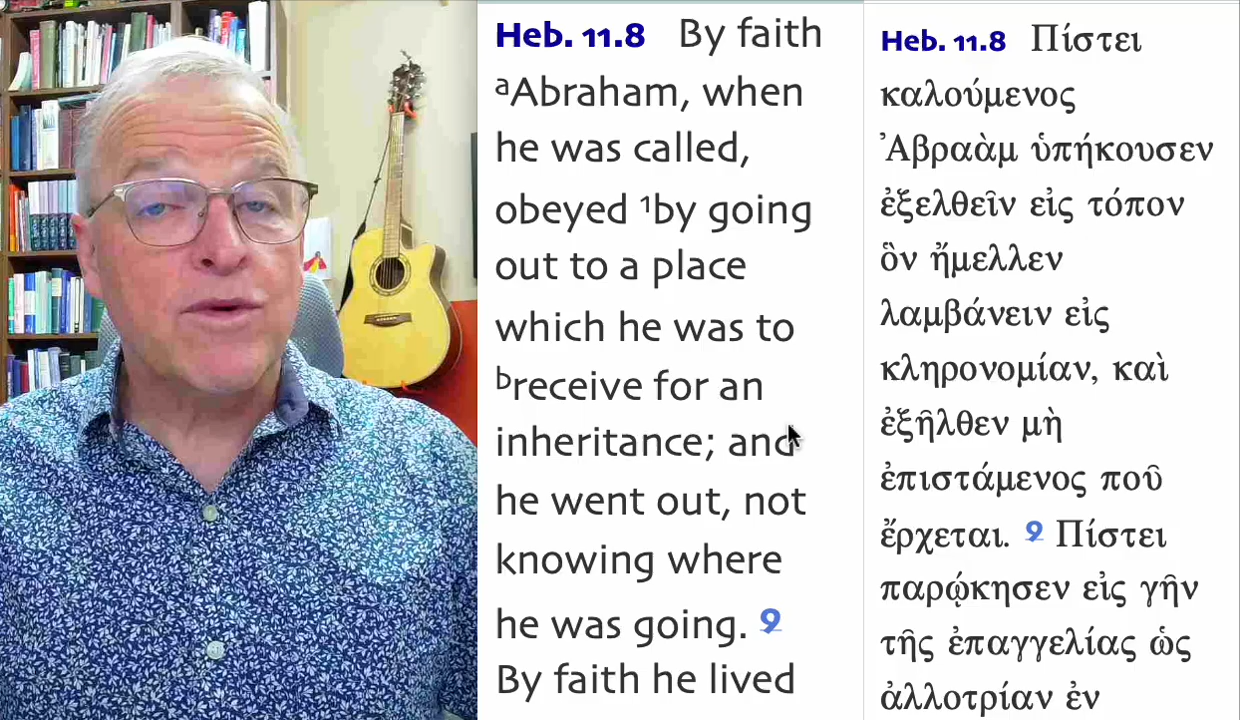 Heb. 11.8 By faith
ᵃAbraham, when
he was called,
obeyed ¹by going
out to a place
which he was to
ᵇreceive for an
inheritance; and
he went out, not
knowing where
he was going. 9
By faith he lived
Heb. 11.8 Πίστει
καλούμενος
Ἀβραὰμ ὑπήκουσεν
ἐξελθεῖν εἰς τόπον
ὃν ἤμελλεν
λαμβάνειν εἰς
κληρονομίαν, καὶ
ἐξῆλθεν μὴ
ἐπιστάμενος ποῦ
ἔρχεται. 9 Πίστει
παρῴκησεν εἰς γῆν
τῆς ἐπαγγελίας ὡς
ἀλλοτρίαν ἐν